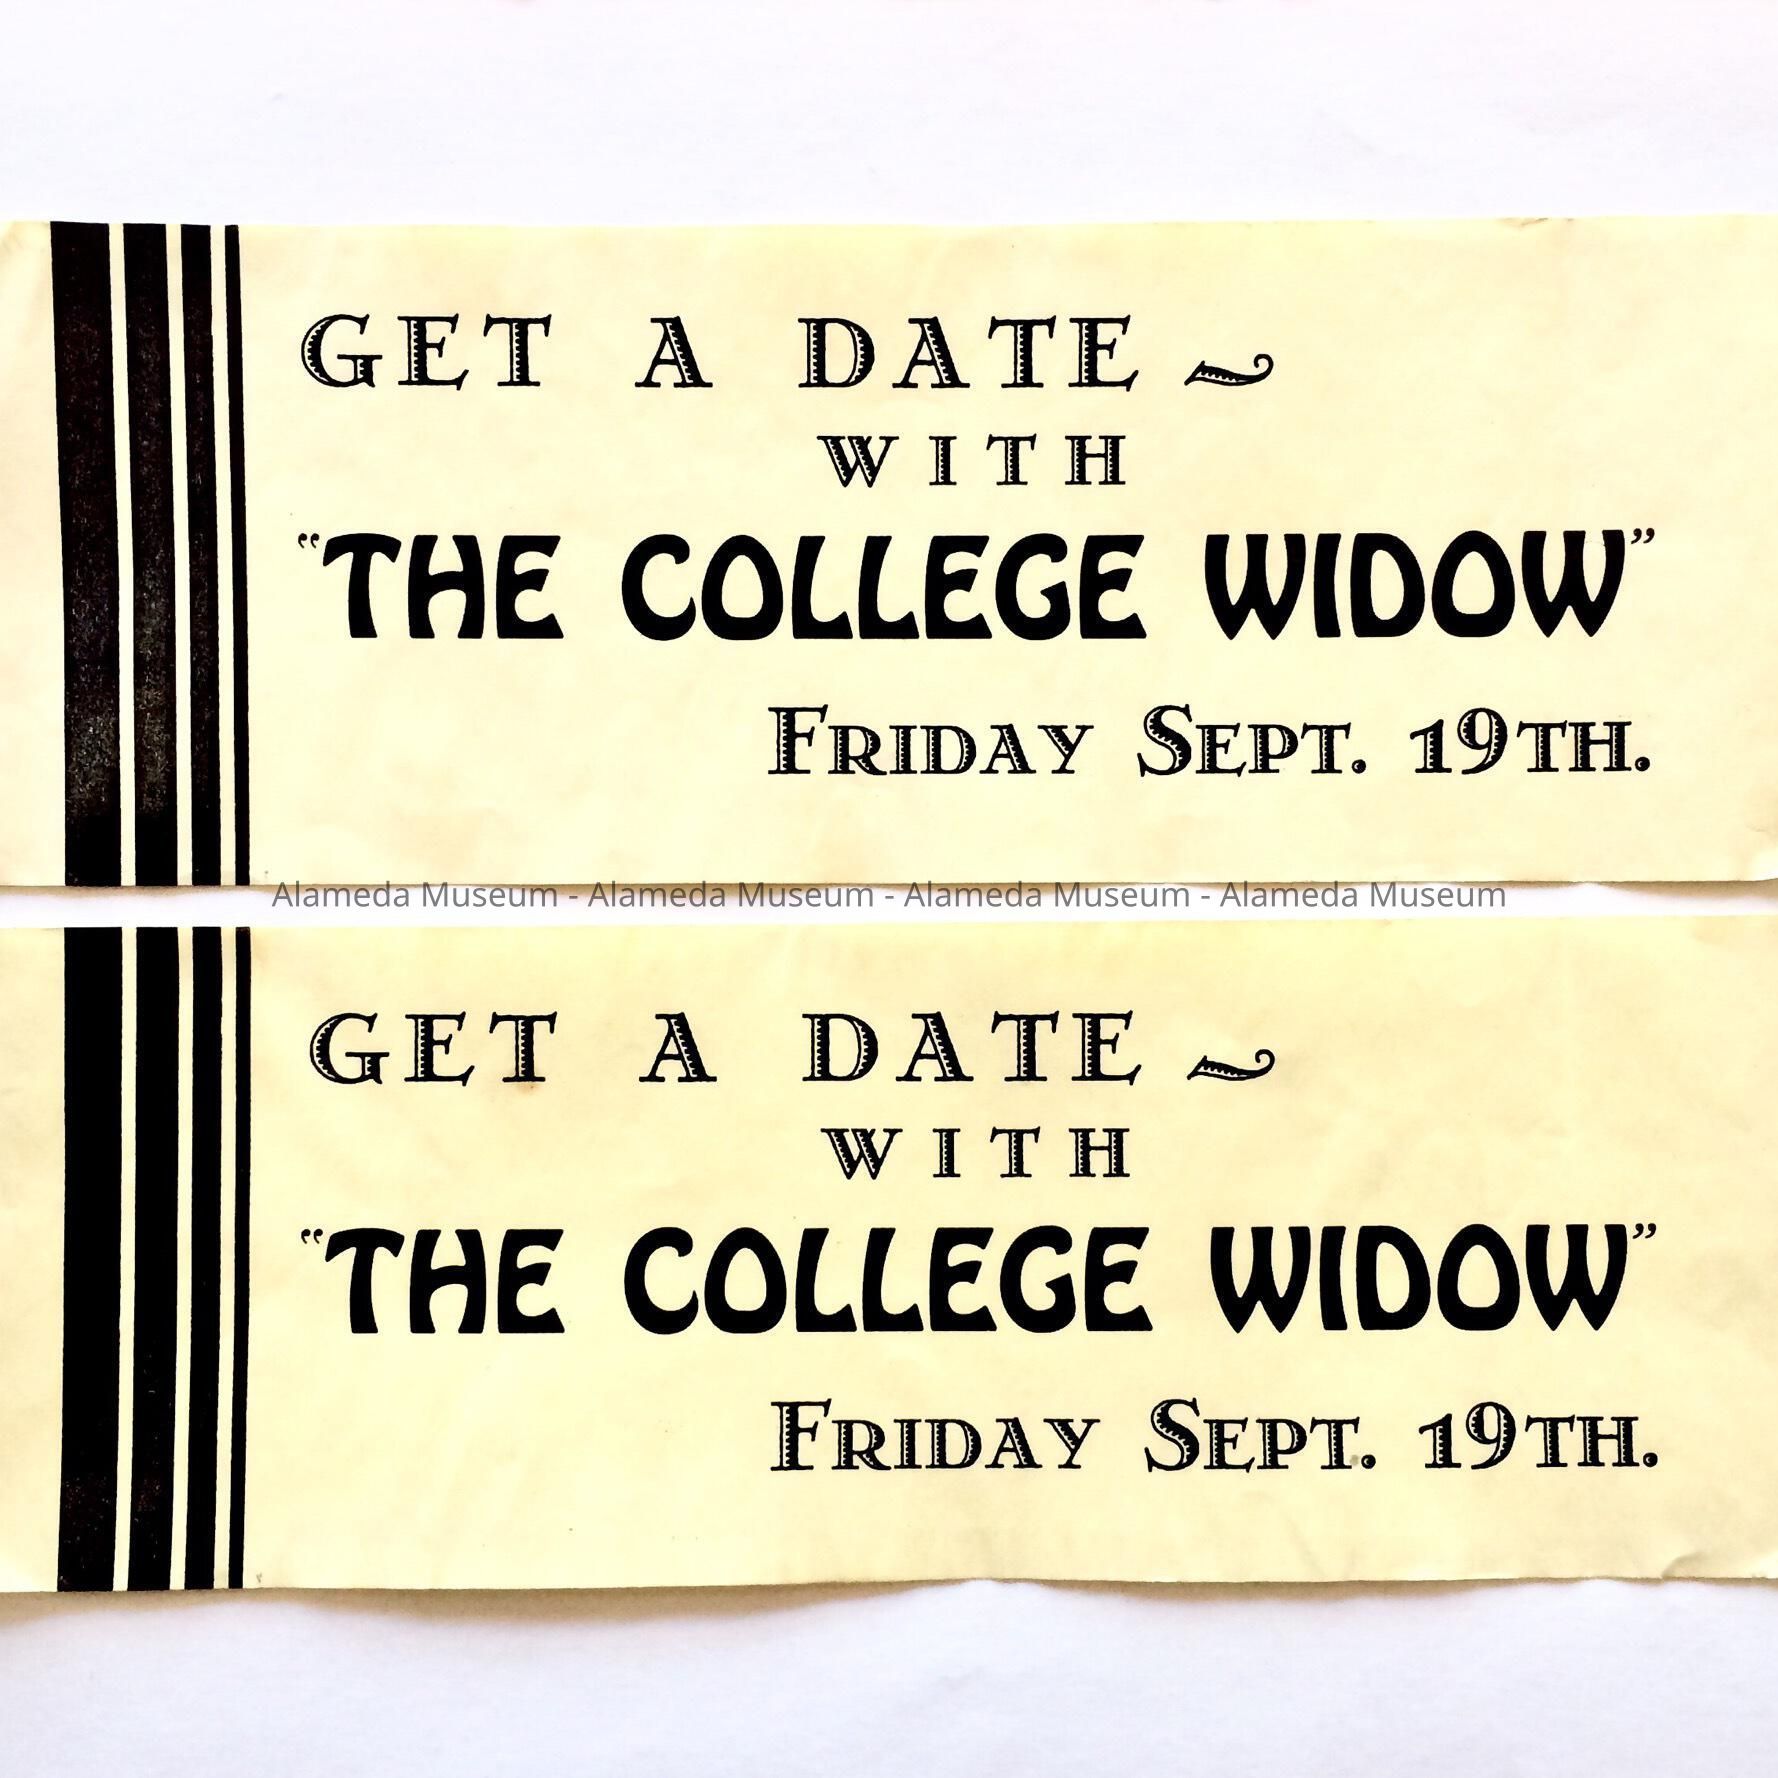 GET A DATE ~
WITH
"THE COLLEGE WIDOW"
FRIDAY SEPT. 19TH.
Alameda Museum - Alameda Museum - Alameda Museum - Alameda Museum
GET A DATE ~
WITH
"THE COLLEGE WIDOW"
FRIDAY SEPT. 19TH.